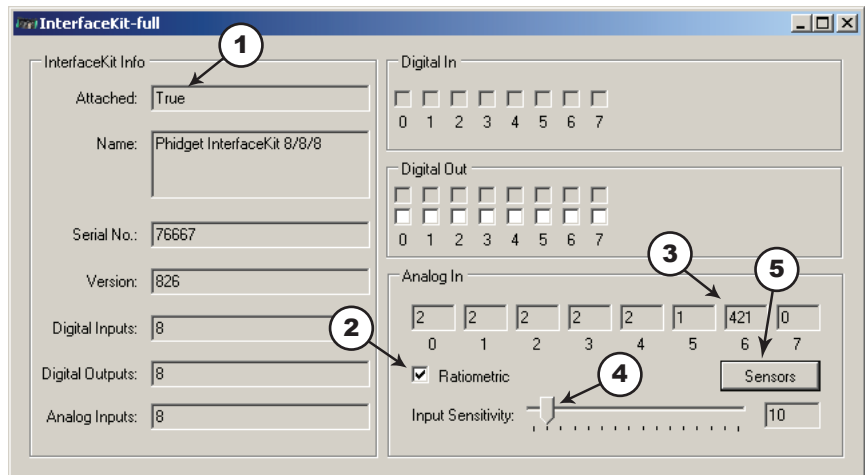 InterfaceKit-full
1
InterfaceKit Info
Attached: True
Name: Phidget InterfaceKit 8/8/8
Serial No.: 76667
Version: 826
Digital Inputs: 8
Digital Outputs: 8
Analog Inputs: 8
Digital In
0 1 2 3 4 5 6 7
Digital Out
0 1 2 3 4 5 6 7
3
5
Analog In
2 2 2 2 2 1 421 0
0 1 2 3 4 5 6 7
2
Ratiometric
4
Sensors
Input Sensitivity: 10